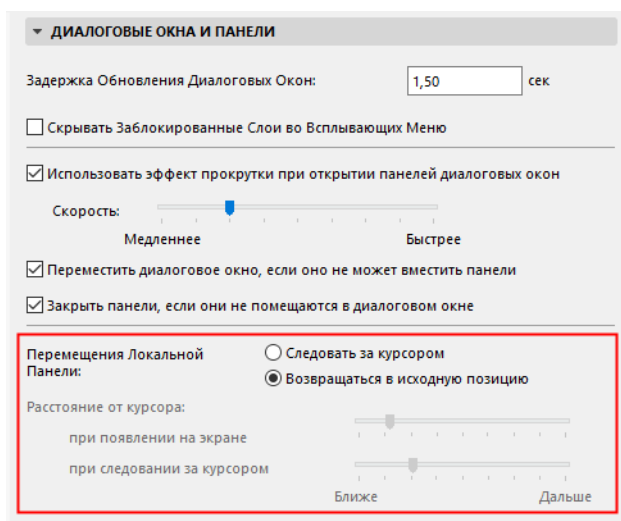 ДИАЛОГОВЫЕ ОКНА И ПАНЕЛИ
Задержка Обновления Диалоговых Окон: 1,50 сек
Скрывать Заблокированные Слои во Всплывающих Меню
Использовать эффект прокрутки при открытии панелей диалоговых окон
Скорость:
Медленнее Быстрее
Переместить диалоговое окно, если оно не может вместить панели
Закрыть панели, если они не помещаются в диалоговом окне
Перемещения Локальной Панели:
Следовать за курсором
Возвращаться в исходную позицию
Расстояние от курсора:
при появлении на экране
при следовании за курсором
Ближе Дальше